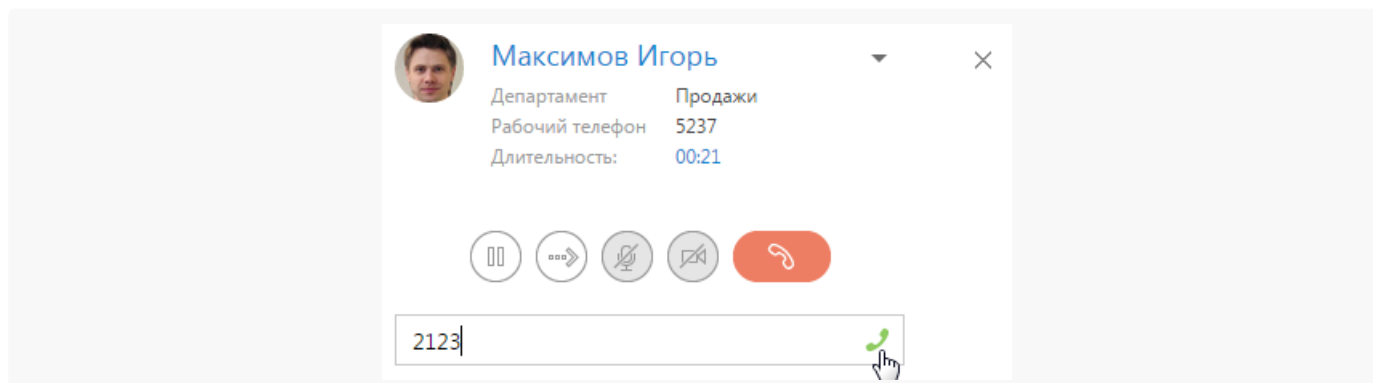 Максимов Игорь
Департамент Продажи
Рабочий телефон 5237
Длительность: 00:21
2123